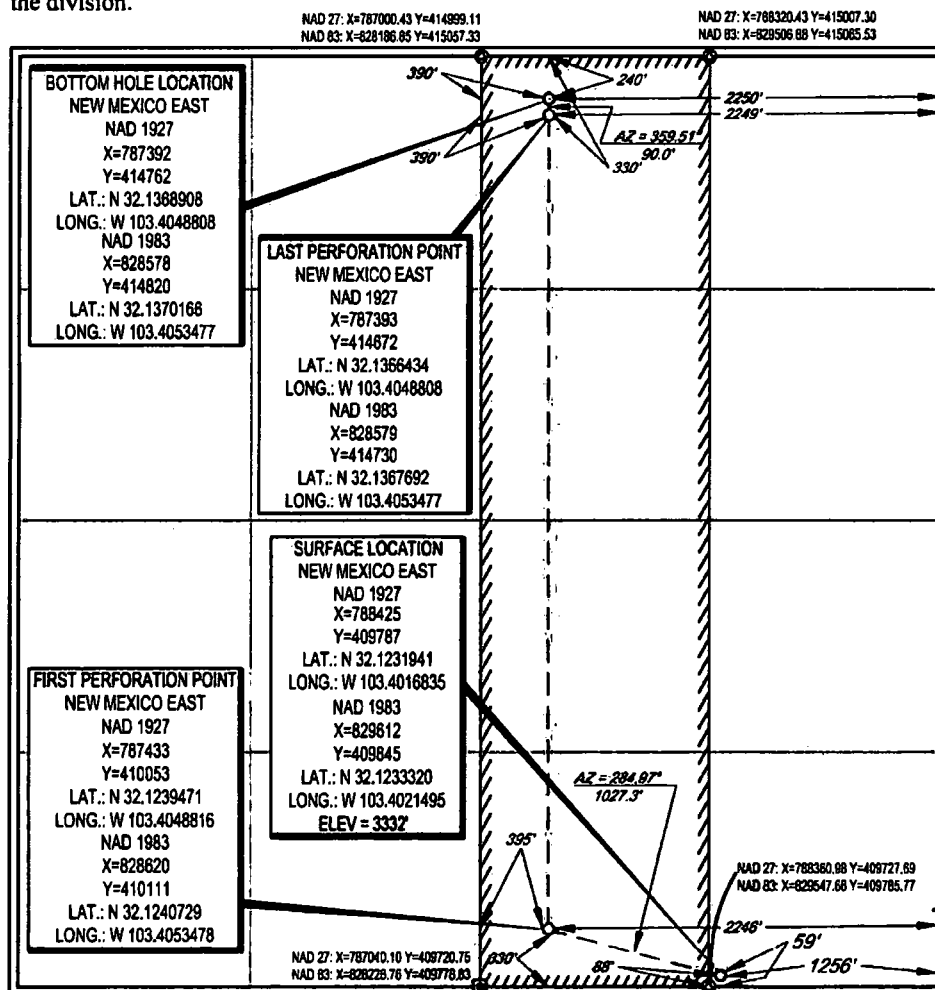 the division.
NAD 27: X=787000.43 Y=414999.11
NAD 83: X=828186.85 Y=415057.33
NAD 27: X=788320.43 Y=415007.30
NAD 83: X=829506.88 Y=415065.53
BOTTOM HOLE LOCATION
NEW MEXICO EAST
NAD 1927
X=787392
Y=414762
LAT.: N 32.1368908
LONG.: W 103.4048808
NAD 1983
X=828578
Y=414820
LAT.: N 32.1370168
LONG.: W 103.4053477
390'
240'
2250'
2249'
AZ = 359.51°
90.0'
390'
330'
LAST PERFORATION POINT
NEW MEXICO EAST
NAD 1927
X=787393
Y=414672
LAT.: N 32.1366434
LONG.: W 103.4048808
NAD 1983
X=828579
Y=414730
LAT.: N 32.1367692
LONG.: W 103.4053477
SURFACE LOCATION
NEW MEXICO EAST
NAD 1927
X=788425
Y=409787
LAT.: N 32.1231941
LONG.: W 103.4016835
NAD 1983
X=829612
Y=409845
LAT.: N 32.1233320
LONG.: W 103.4021495
ELEV = 3332'
FIRST PERFORATION POINT
NEW MEXICO EAST
NAD 1927
X=787433
Y=410053
LAT.: N 32.1239471
LONG.: W 103.4048816
NAD 1983
X=828620
Y=410111
LAT.: N 32.1240729
LONG.: W 103.4053478
AZ = 284.97°
1027.3'
395'
NAD 27: X=788360.98 Y=409727.69
NAD 83: X=829547.68 Y=409785.77
2246'
NAD 27: X=787040.10 Y=409720.75
NAD 83: X=828226.76 Y=409778.83
330'
88'
59'
1256'